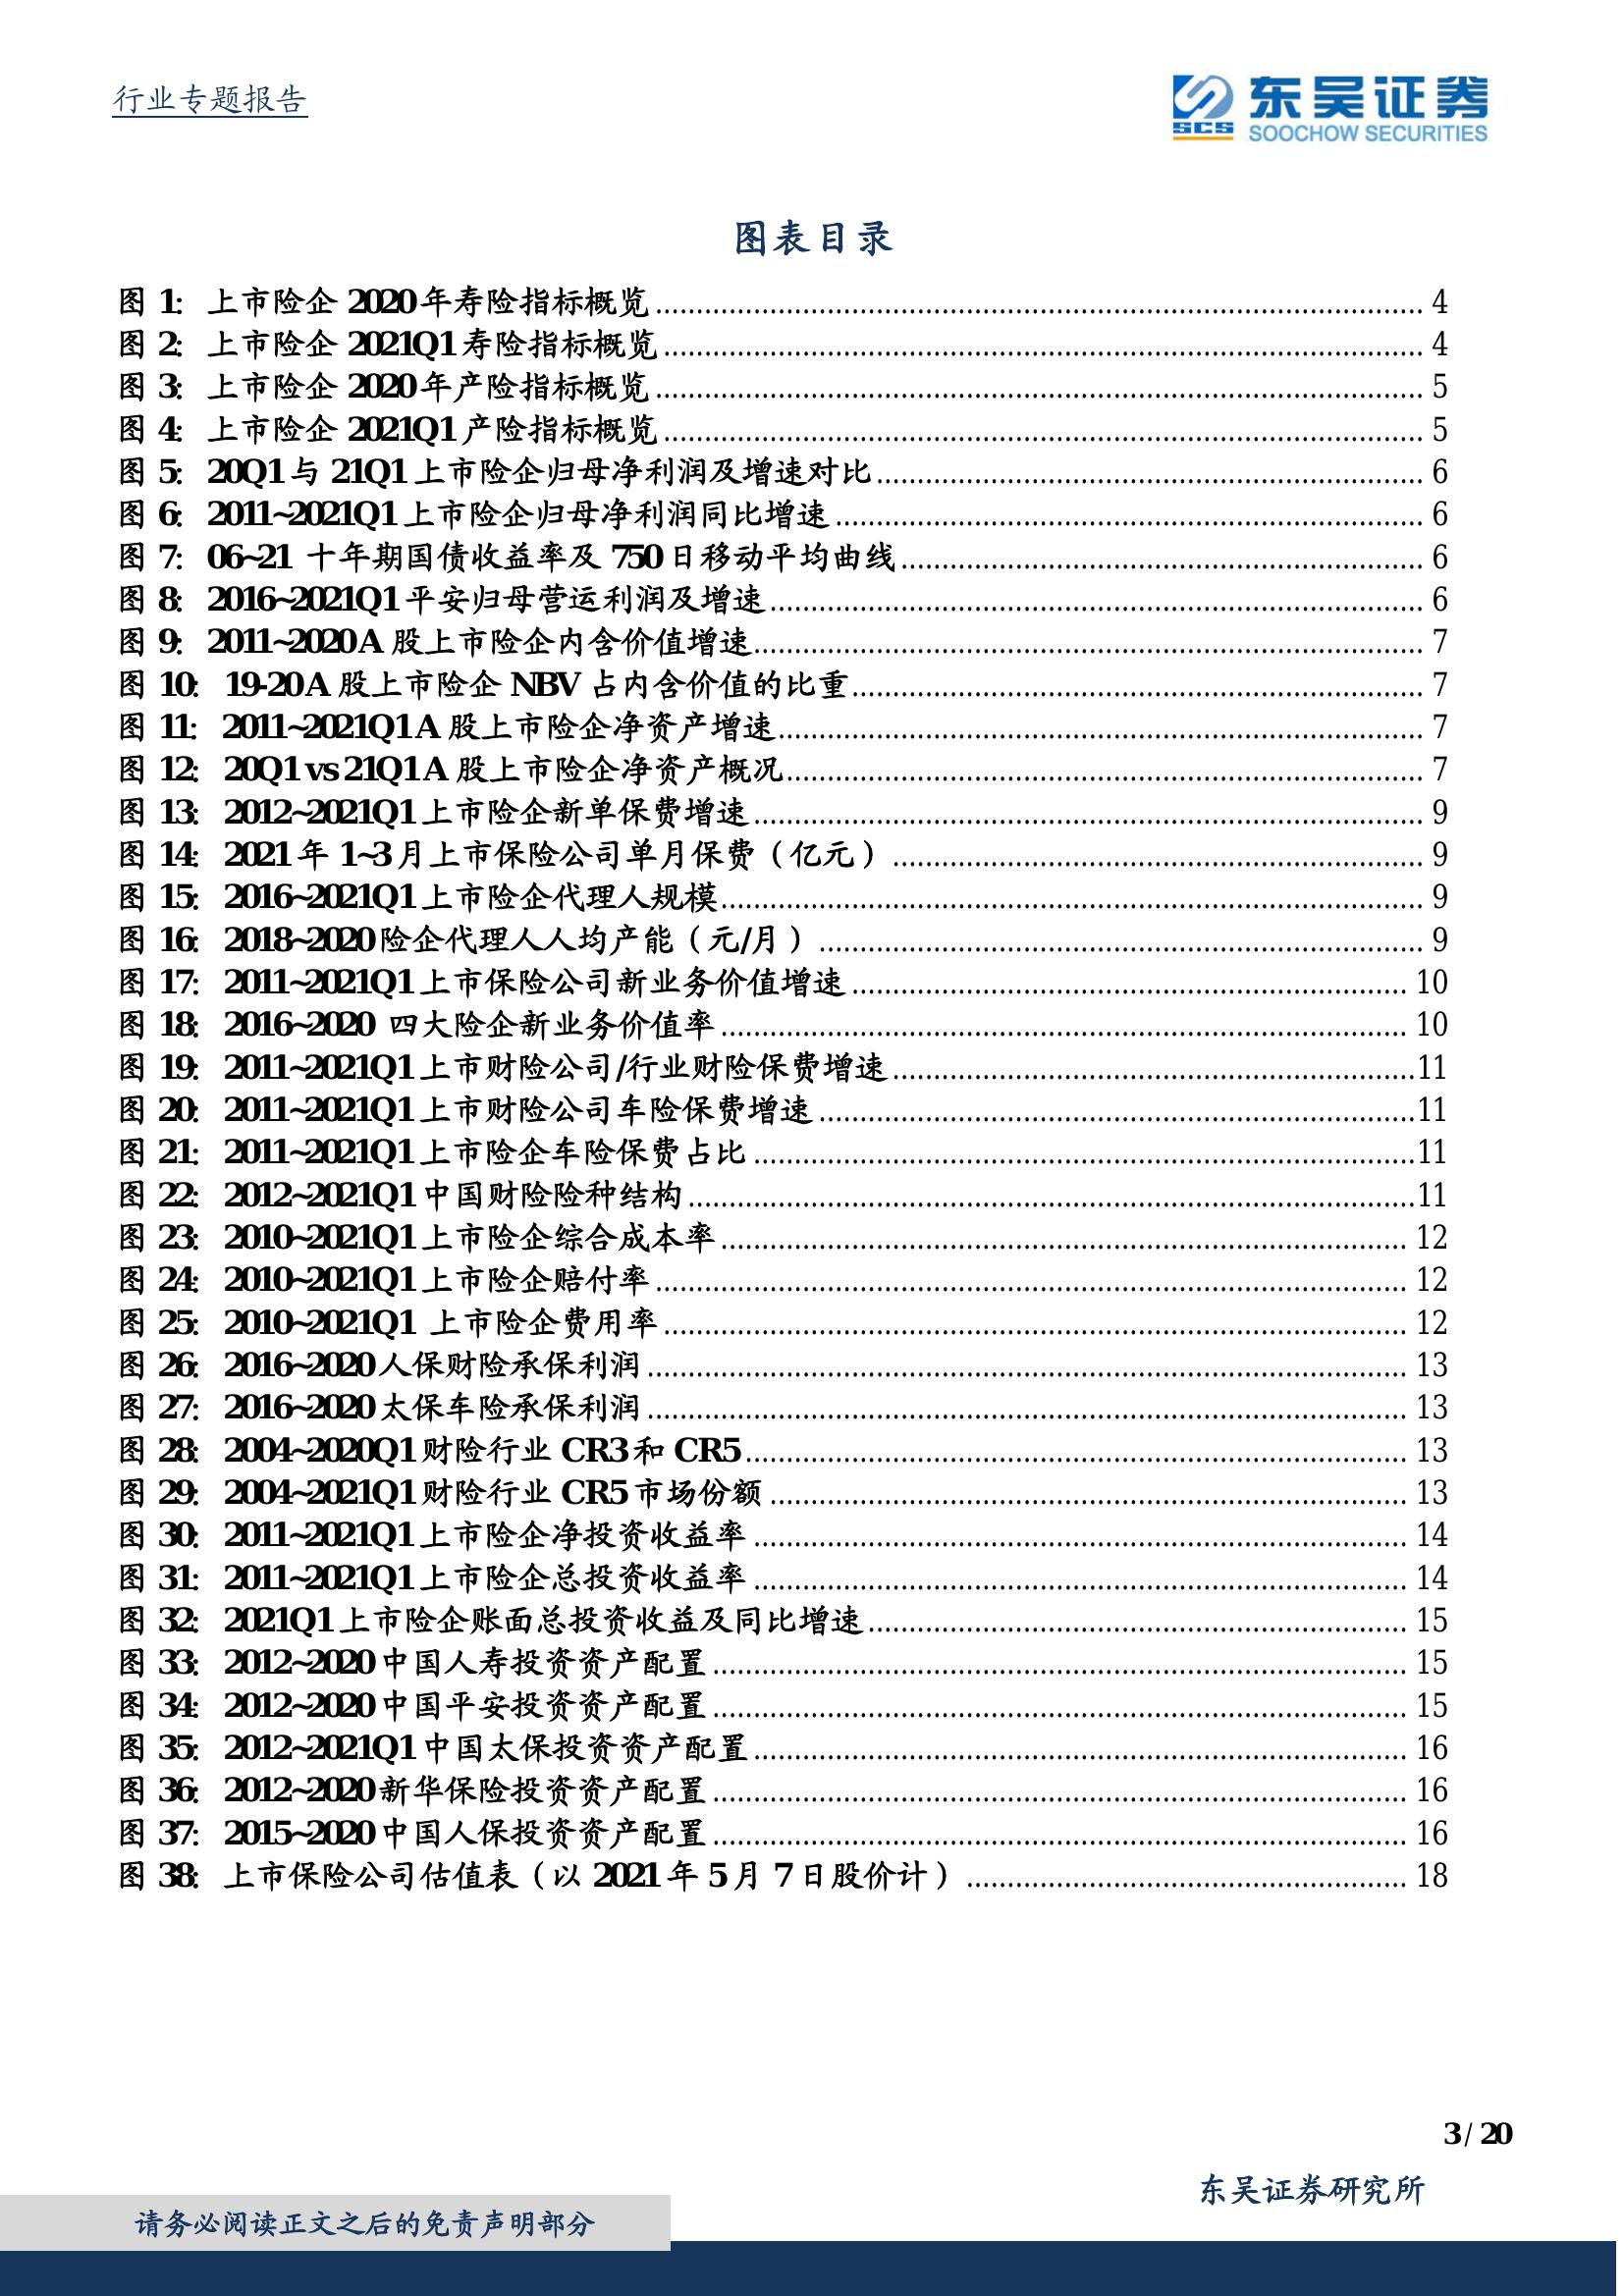 行业专题报告
东吴证券
SCS
SOOCHOW SECURITIES
图表目录
图 1: 上市险企 2020 年寿险指标概览 4
图 2: 上市险企 2021Q1 寿险指标概览 4
图 3: 上市险企 2020 年产险指标概览 5
图 4: 上市险企 2021Q1 产险指标概览 5
图 5: 20Q1 与 21Q1 上市险企归母净利润及增速对比 6
图 6: 2011~2021Q1 上市险企归母净利润同比增速 6
图 7: 06~21 十年期国债收益率及 750 日移动平均曲线 6
图 8: 2016~2021Q1 平安归母营运利润及增速 6
图 9: 2011~2020 A 股上市险企内含价值增速 7
图 10: 19-20 A 股上市险企 NBV 占内含价值的比重 7
图 11: 2011~2021Q1 A 股上市险企净资产增速 7
图 12: 20Q1 vs 21Q1 A 股上市险企净资产概况 7
图 13: 2012~2021Q1 上市险企新单保费增速 9
图 14: 2021 年 1~3 月上市保险公司单月保费（亿元） 9
图 15: 2016~2021Q1 上市险企代理人规模 9
图 16: 2018~2020 险企代理人人均产能（元/月） 9
图 17: 2011~2021Q1 上市保险公司新业务价值增速 10
图 18: 2016~2020 四大险企新业务价值率 10
图 19: 2011~2021Q1 上市财险公司/行业财险保费增速 11
图 20: 2011~2021Q1 上市财险公司车险保费增速 11
图 21: 2011~2021Q1 上市险企车险保费占比 11
图 22: 2012~2021Q1 中国财险险种结构 11
图 23: 2010~2021Q1 上市险企综合成本率 12
图 24: 2010~2021Q1 上市险企赔付率 12
图 25: 2010~2021Q1 上市险企费用率 12
图 26: 2016~2020 人保财险承保利润 13
图 27: 2016~2020 太保车险承保利润 13
图 28: 2004~2020Q1 财险行业 CR3 和 CR5 13
图 29: 2004~2021Q1 财险行业 CR5 市场份额 13
图 30: 2011~2021Q1 上市险企净投资收益率 14
图 31: 2011~2021Q1 上市险企总投资收益率 14
图 32: 2021Q1 上市险企账面总投资收益及同比增速 15
图 33: 2012~2020 中国人寿投资资产配置 15
图 34: 2012~2020 中国平安投资资产配置 15
图 35: 2012~2021Q1 中国太保投资资产配置 16
图 36: 2012~2020 新华保险投资资产配置 16
图 37: 2015~2020 中国人保投资资产配置 16
图 38: 上市保险公司估值表（以 2021 年 5 月 7 日股价计） 18
3 / 20
东吴证券研究所
请务必阅读正文之后的免责声明部分